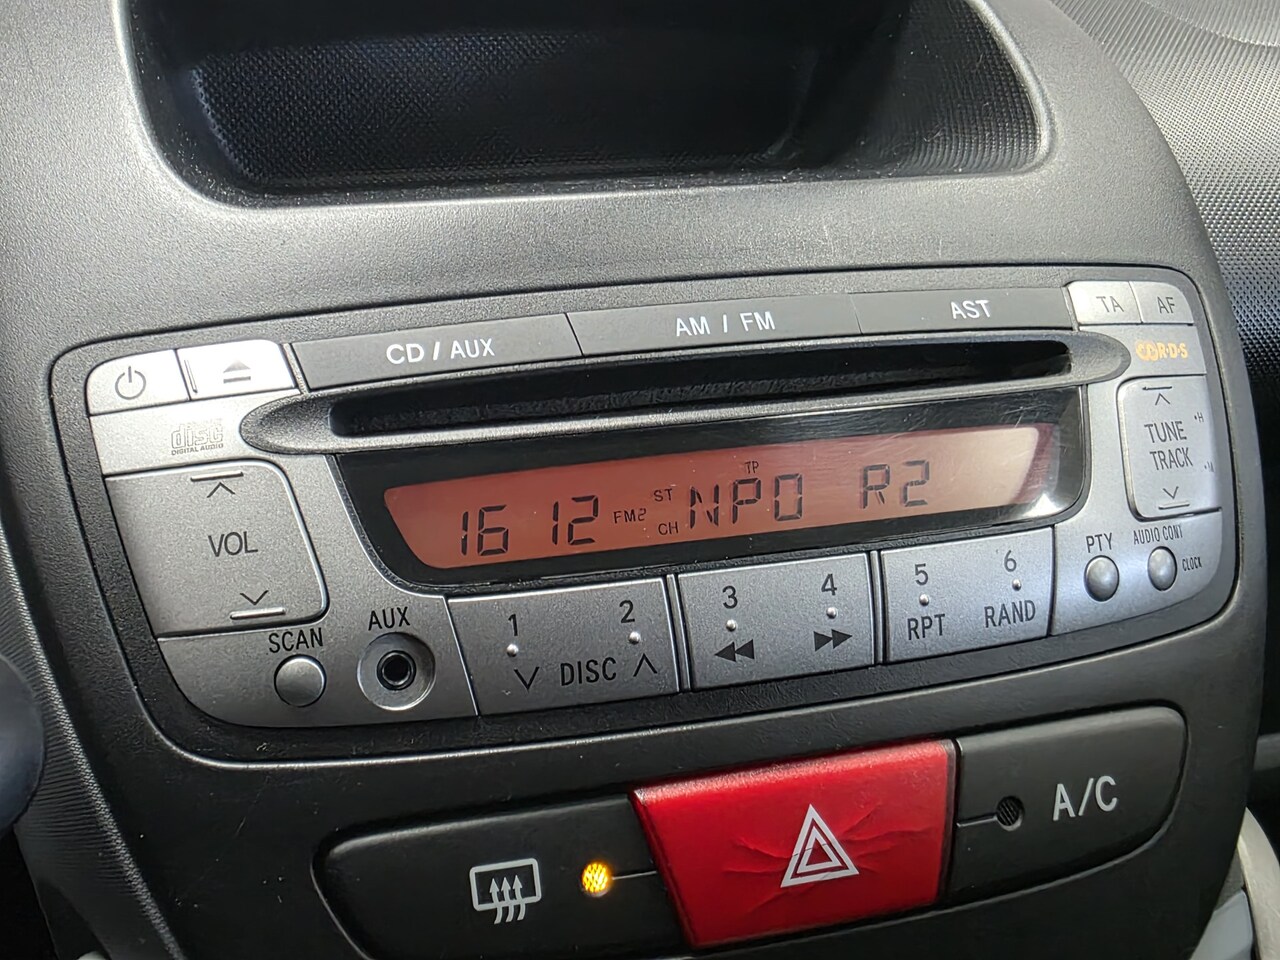 CD / AUX
AM / FM
AST
TA
AF
disc
DIGITAL AUDIO
R·D·S
VOL
16 12 FM2 ST CH TP NPO R2
TUNE
TRACK
•H
•M
SCAN
AUX
1
2
DISC
3
4
5
RPT
6
RAND
PTY
AUDIO CONT
CLOCK
A/C